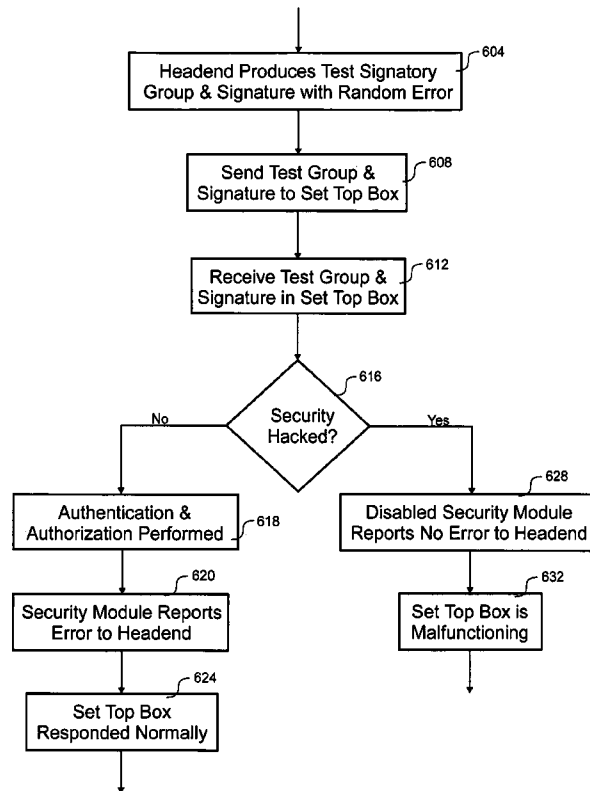 Headend Produces Test Signatory
Group & Signature with Random Error
604
Send Test Group &
Signature to Set Top Box
608
Receive Test Group &
Signature in Set Top Box
612
Security
Hacked?
616
No
Yes
Authentication &
Authorization Performed
618
Disabled Security Module
Reports No Error to Headend
628
Security Module Reports
Error to Headend
620
Set Top Box is
Malfunctioning
632
Set Top Box
Responded Normally
624